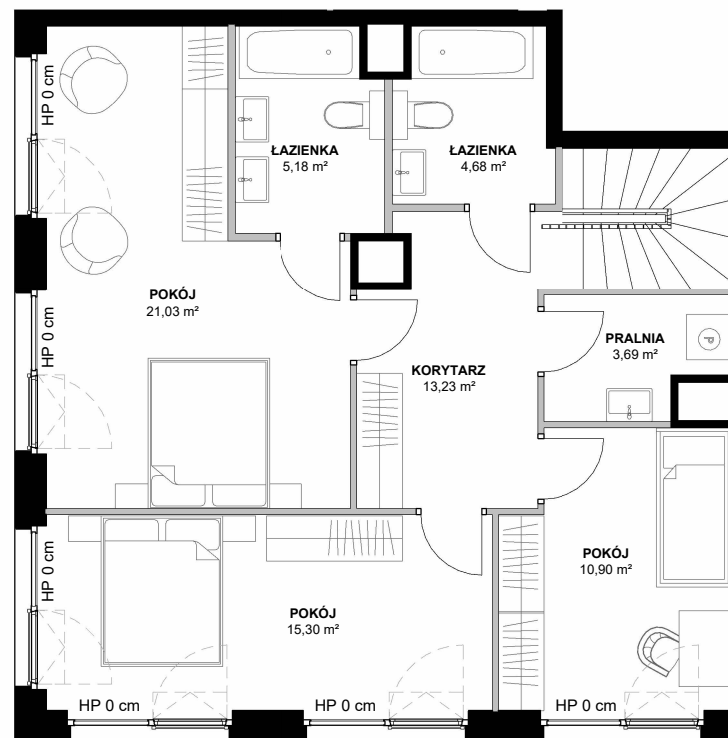 HP 0 cm
ŁAZIENKA
5,18 m²
ŁAZIENKA
4,68 m²
POKÓJ
21,03 m²
HP 0 cm
PRALNIA
3,69 m²
P
KORYTARZ
13,23 m²
HP 0 cm
POKÓJ
10,90 m²
POKÓJ
15,30 m²
HP 0 cm
HP 0 cm
HP 0 cm